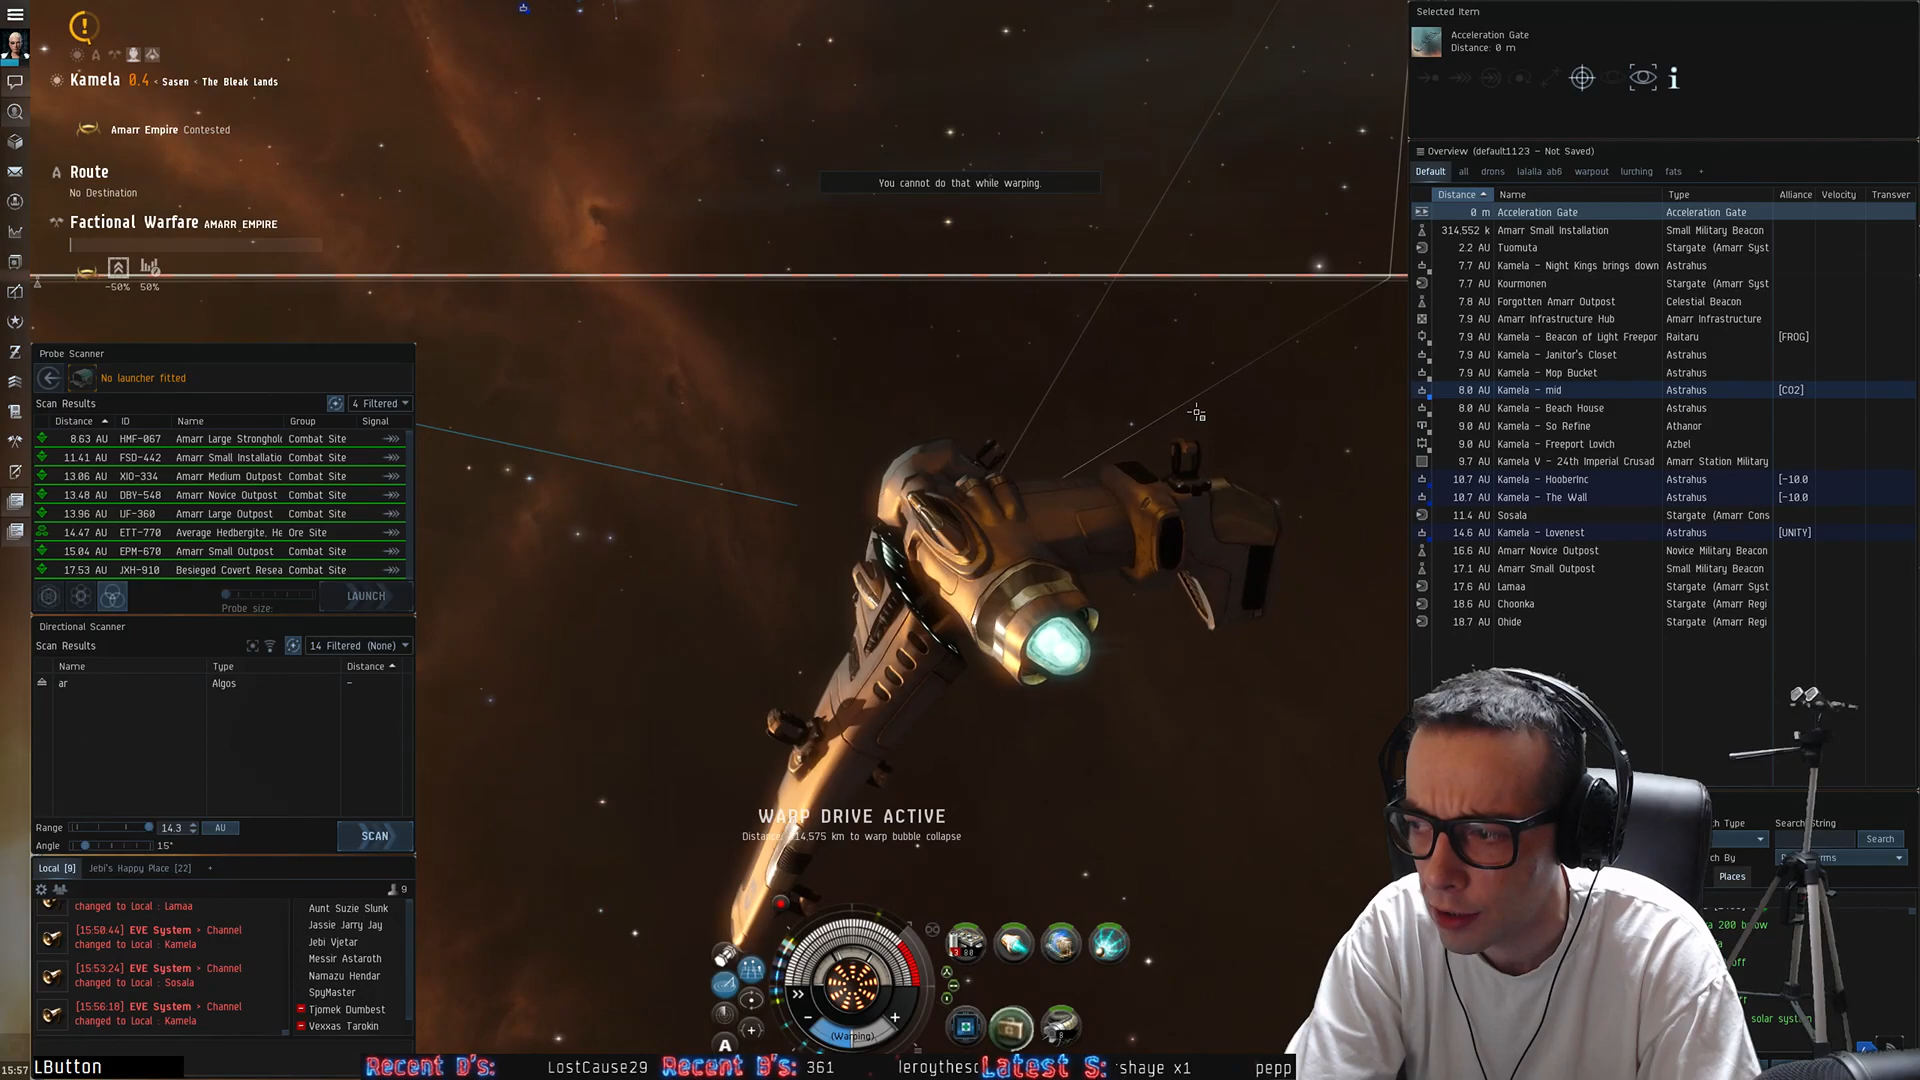 Kamela 0.4 < Sasen < The Bleak Lands
Amarr Empire Contested
Route
No Destination
Factional Warfare AMARR EMPIRE
-50% 50%
You cannot do that while warping.
Selected Item
Acceleration Gate
Distance: 0 m
Overview (default1123 - Not Saved)
Default all drons lalalla ab6 warpout lurching fats +
Distance Name Type Alliance Velocity Transver
0 m Acceleration Gate Acceleration Gate
314,552 k Amarr Small Installation Small Military Beacon
2.2 AU Tuomuta Stargate (Amarr Syst
7.7 AU Kamela - Night Kings brings down Astrahus
7.7 AU Kourmonen Stargate (Amarr Syst
7.8 AU Forgotten Amarr Outpost Celestial Beacon
7.9 AU Amarr Infrastructure Hub Amarr Infrastructure
7.9 AU Kamela - Beacon of Light Freepor Raitaru [FROG]
7.9 AU Kamela - Janitor's Closet Astrahus
7.9 AU Kamela - Mop Bucket Astrahus
8.0 AU Kamela - mid Astrahus [CO2]
8.0 AU Kamela - Beach House Astrahus
9.0 AU Kamela - So Refine Athanor
9.0 AU Kamela - Freeport Lovich Azbel
9.7 AU Kamela V - 24th Imperial Crusad Amarr Station Military
10.7 AU Kamela - HooberInc Astrahus [-10.0
10.7 AU Kamela - The Wall Astrahus [-10.0
11.4 AU Sosala Stargate (Amarr Cons
14.6 AU Kamela - Lovenest Astrahus [UNITY]
16.6 AU Amarr Novice Outpost Novice Military Beacon
17.1 AU Amarr Small Outpost Small Military Beacon
17.6 AU Lamaa Stargate (Amarr Syst
18.6 AU Choonka Stargate (Amarr Regi
18.7 AU Ohide Stargate (Amarr Regi
Probe Scanner
No launcher fitted
Scan Results 4 Filtered
Distance ID Name Group Signal
8.63 AU HMF-067 Amarr Large Stronghol Combat Site
11.41 AU FSD-442 Amarr Small Installatio Combat Site
13.06 AU XIO-334 Amarr Medium Outpost Combat Site
13.48 AU DBY-548 Amarr Novice Outpost Combat Site
13.96 AU IJF-360 Amarr Large Outpost Combat Site
14.47 AU ETT-770 Average Hedbergite, He Ore Site
15.04 AU EPM-670 Amarr Small Outpost Combat Site
17.53 AU JXH-910 Besieged Covert Resea Combat Site
Probe size:
LAUNCH
Directional Scanner
Scan Results 14 Filtered (None)
Name Type Distance
ar Algos -
Range 14.3 AU
Angle 15°
SCAN
Local [9] Jebi's Happy Place [22] +
9
changed to Local : Lamaa
[15:50:44] EVE System > Channel
changed to Local : Kamela
[15:53:24] EVE System > Channel
changed to Local : Sosala
[15:56:18] EVE System > Channel
changed to Local : Kamela
Aunt Suzie Slunk
Jassie Jarry Jay
Jebi Vjetar
Messir Astaroth
Namazu Hendar
SpyMaster
Tjomek Dumbest
Vexxas Tarokin
WARP DRIVE ACTIVE
km to warp bubble collapse
(Warping)
A
80
String
Search
Places
off
solar system
15:57
LButton
Recent D's: LostCause29 Recent B's: 361 leroythesc Latest S: shaye x1 pepp